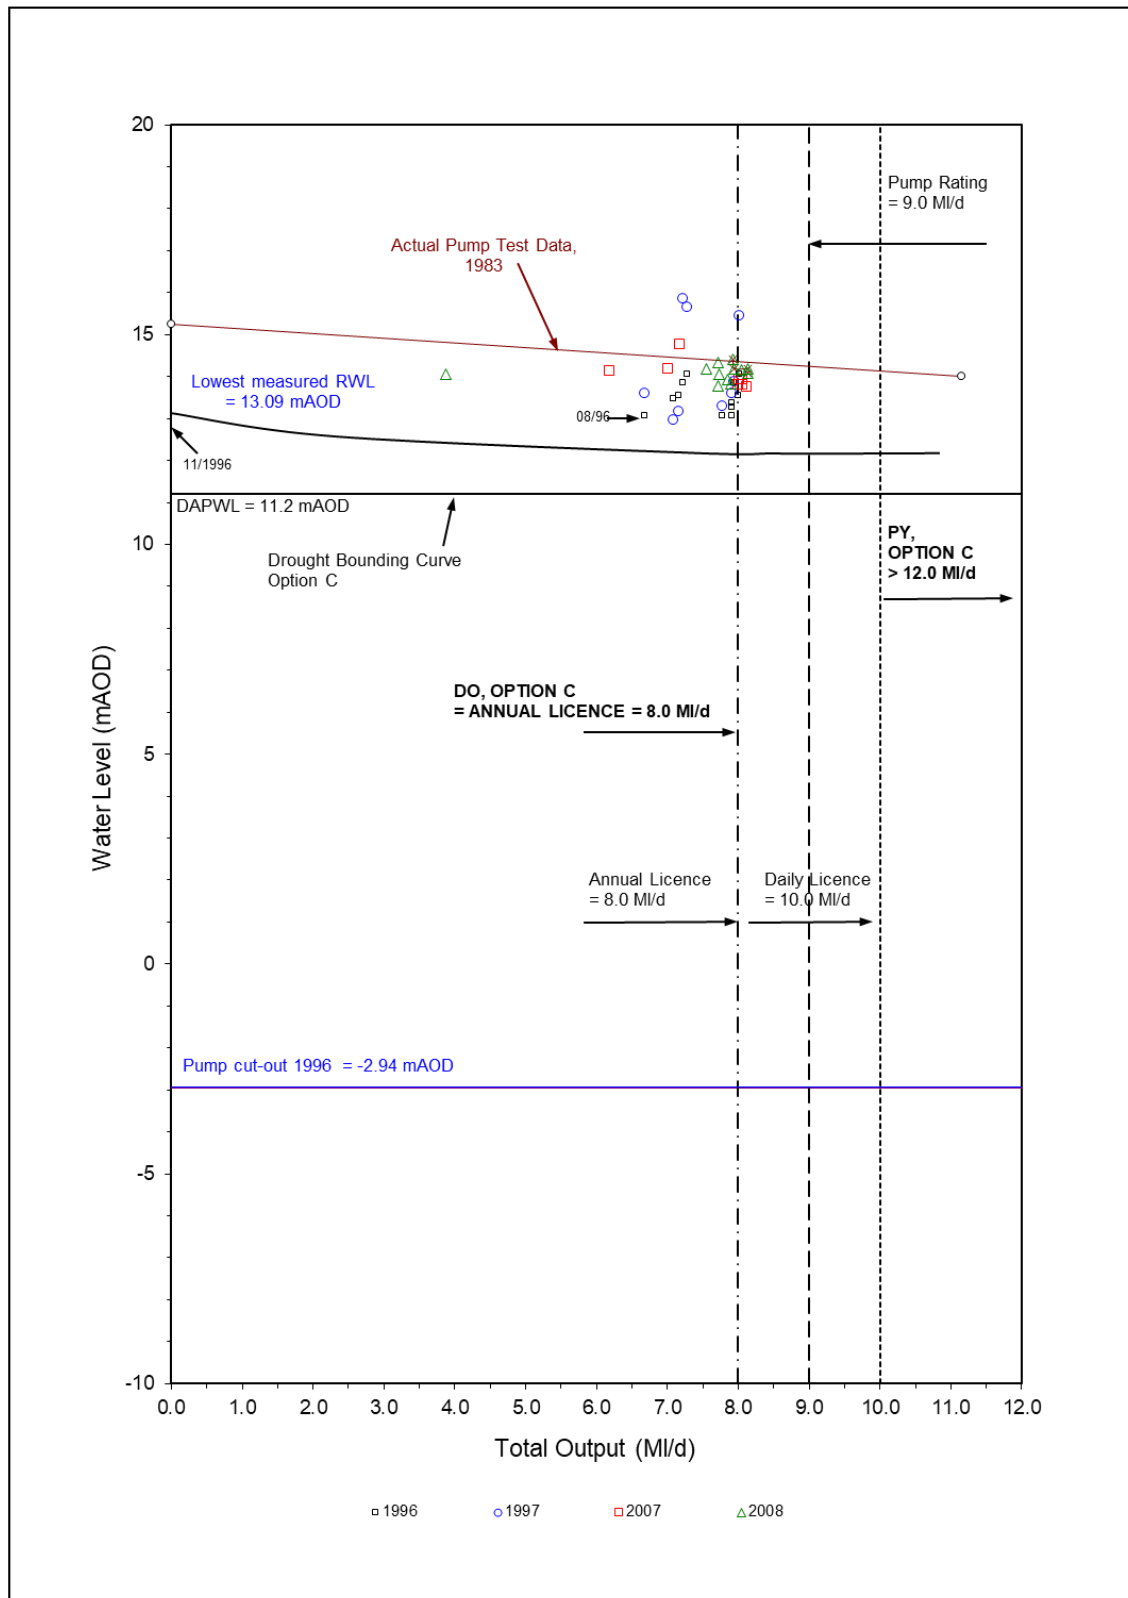 20
Pump Rating
= 9.0 Ml/d
Actual Pump Test Data,
1983
15
Lowest measured RWL
= 13.09 mAOD
08/96
11/1996
DAPWL = 11.2 mAOD
10
Drought Bounding Curve
Option C
PY,
OPTION C
> 12.0 Ml/d
Water Level (mAOD)
DO, OPTION C
= ANNUAL LICENCE = 8.0 Ml/d
5
Annual Licence
= 8.0 Ml/d
Daily Licence
= 10.0 Ml/d
0
Pump cut-out 1996 = -2.94 mAOD
-5
-10
0.0 1.0 2.0 3.0 4.0 5.0 6.0 7.0 8.0 9.0 10.0 11.0 12.0
Total Output (Ml/d)
1996 1997 2007 2008